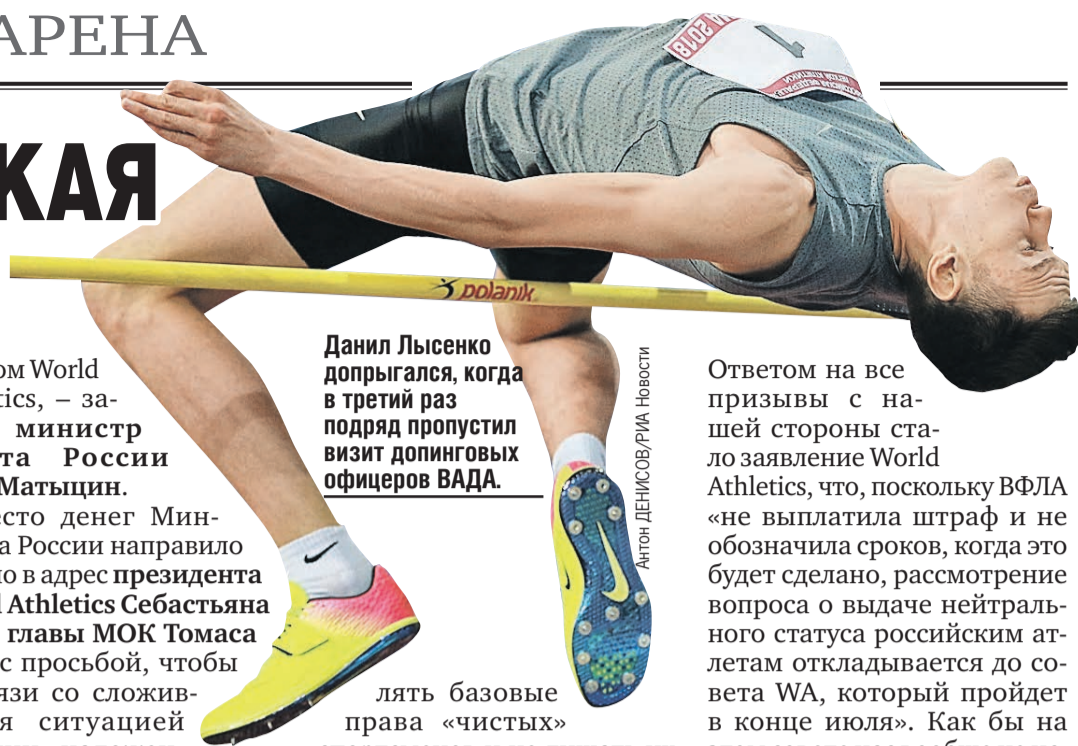 АРЕНА
КАЯ
2018
1
polanik
Данил Лысенко
допрыгался, когда
в третий раз
подряд пропустил
визит допинговых
офицеров ВАДА.
Антон ДЕНИСОВ/РИА Новости
ом World
tics, – за-
министр
та России
Матыцин.
есто денег Мин-
а России направило
о в адрес президента
Athletics Себастьяна
главы МОК Томаса
с просьбой, чтобы
язи со сложив-
я ситуацией
лять базовые
права «чистых»
Ответом на все
призывы с на-
шей стороны ста-
ло заявление World
Athletics, что, поскольку ВФЛА
«не выплатила штраф и не
обозначила сроков, когда это
будет сделано, рассмотрение
вопроса о выдаче нейтраль-
ного статуса российским ат-
летам откладывается до со-
вета WA, который пройдет
в конце июля». Как бы на